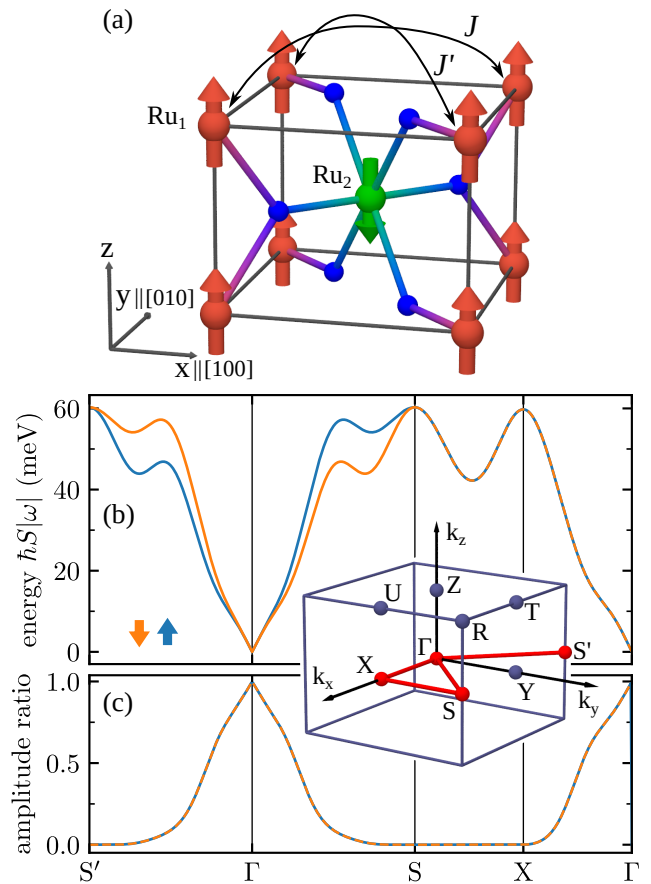 (a)
J
J'
Ru₁
Ru₂
z
y||[010]
x||[100]
energy ℏS|ω| (meV)
60
40
20
0
(b)
k_z
U
Z
T
R
Γ
S'
X
k_x
Y
S
k_y
amplitude ratio
1.0
0.5
0.0
(c)
S′
Γ
S
X
Γ